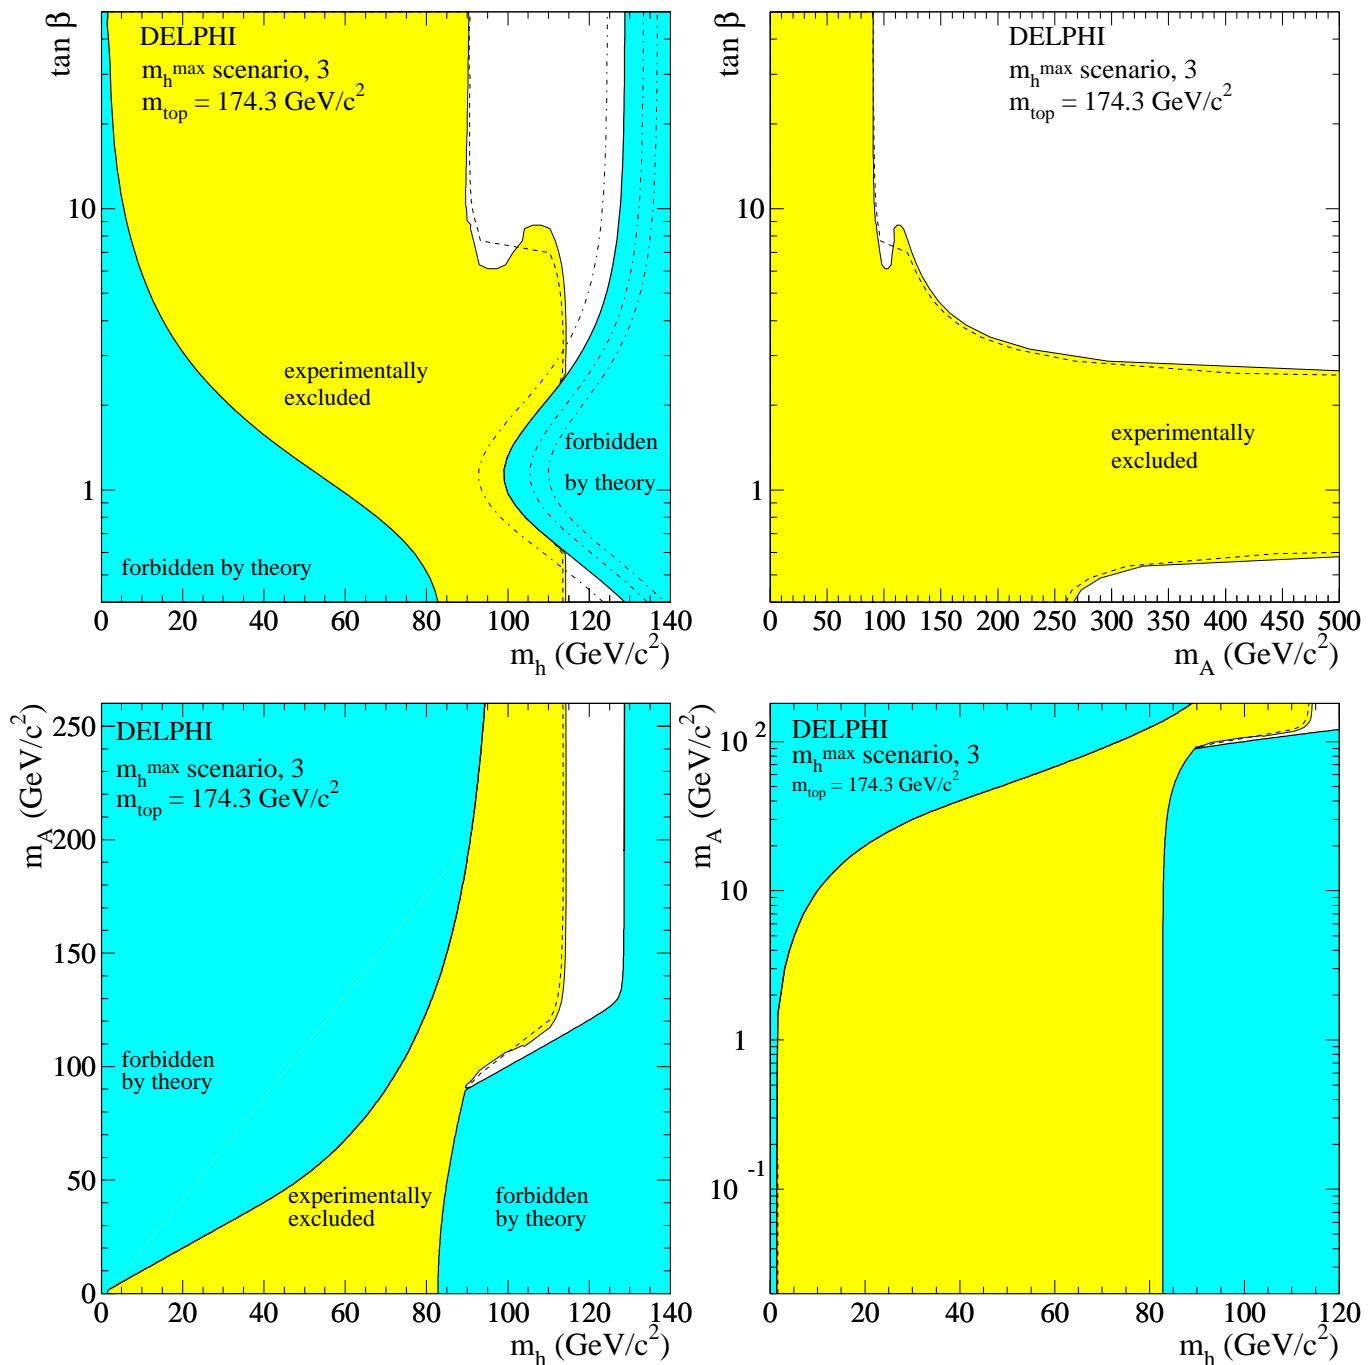 tan β
DELPHI
m_h^max scenario, 3
m_top = 174.3 GeV/c^2
10
1
experimentally
excluded
forbidden
by theory
forbidden by theory
0 20 40 60 80 100 120 140
m_h (GeV/c^2)
tan β
DELPHI
m_h^max scenario, 3
m_top = 174.3 GeV/c^2
10
1
experimentally
excluded
0 50 100 150 200 250 300 350 400 450 500
m_A (GeV/c^2)
m_A (GeV/c^2)
DELPHI
m_h^max scenario, 3
m_top = 174.3 GeV/c^2
250
200
150
100
50
0
forbidden
by theory
experimentally
excluded
forbidden
by theory
0 20 40 60 80 100 120 140
m_h (GeV/c^2)
m_A (GeV/c^2)
DELPHI
m_h^max scenario, 3
m_top = 174.3 GeV/c^2
10^2
10
1
10^-1
0 20 40 60 80 100 120
m_h (GeV/c^2)